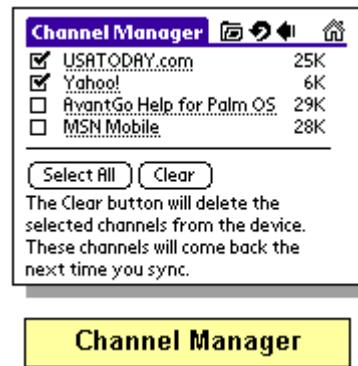 Channel Manager
USATODAY.com 25K
Yahoo! 6K
AvantGo Help for Palm OS 29K
MSN Mobile 28K
Select All Clear
The Clear button will delete the
selected channels from the device.
These channels will come back the
next time you sync.
Channel Manager